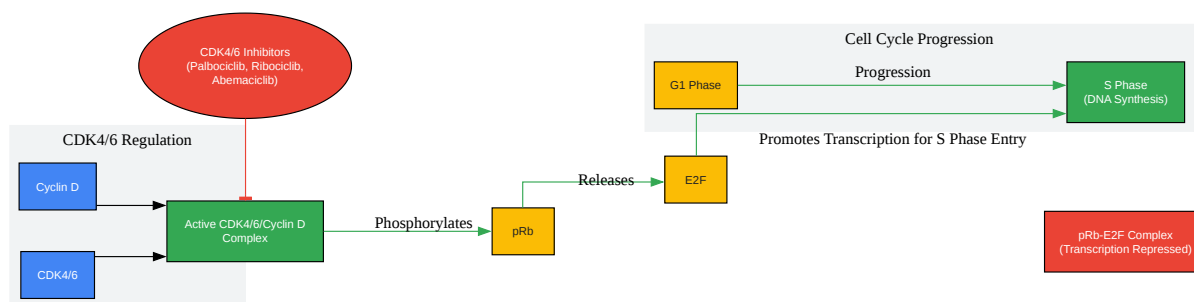 CDK4/6 Inhibitors
(Palbociclib, Ribociclib,
Abemaciclib)
CDK4/6 Regulation
Cyclin D
CDK4/6
Active CDK4/6/Cyclin D
Complex
Phosphorylates
pRb
Releases
E2F
Cell Cycle Progression
G1 Phase
Progression
S Phase
(DNA Synthesis)
Promotes Transcription for S Phase Entry
pRb-E2F Complex
(Transcription Repressed)